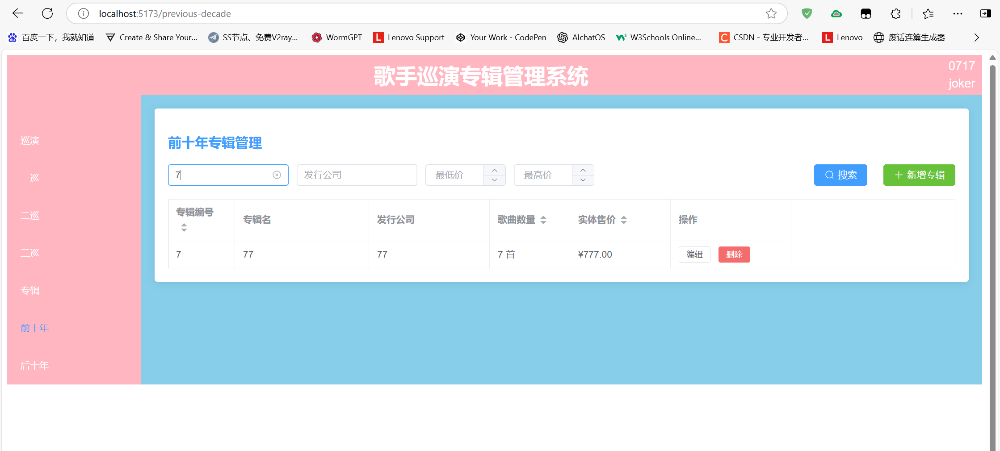 localhost:5173/previous-decade
百度一下，我就知道 Create & Share Your... SS节点、免费V2ray... WormGPT Lenovo Support Your Work - CodePen AIchatOS W3Schools Online... CSDN - 专业开发者... Lenovo 废话连篇生成器
歌手巡演专辑管理系统
0717
joker
巡演
一巡
二巡
三巡
专辑
前十年
后十年
前十年专辑管理
7 发行公司 最低价 最高价 搜索 新增专辑
专辑编号 专辑名 发行公司 歌曲数量 实体售价 操作
7 77 77 7 首 ¥777.00 编辑 删除